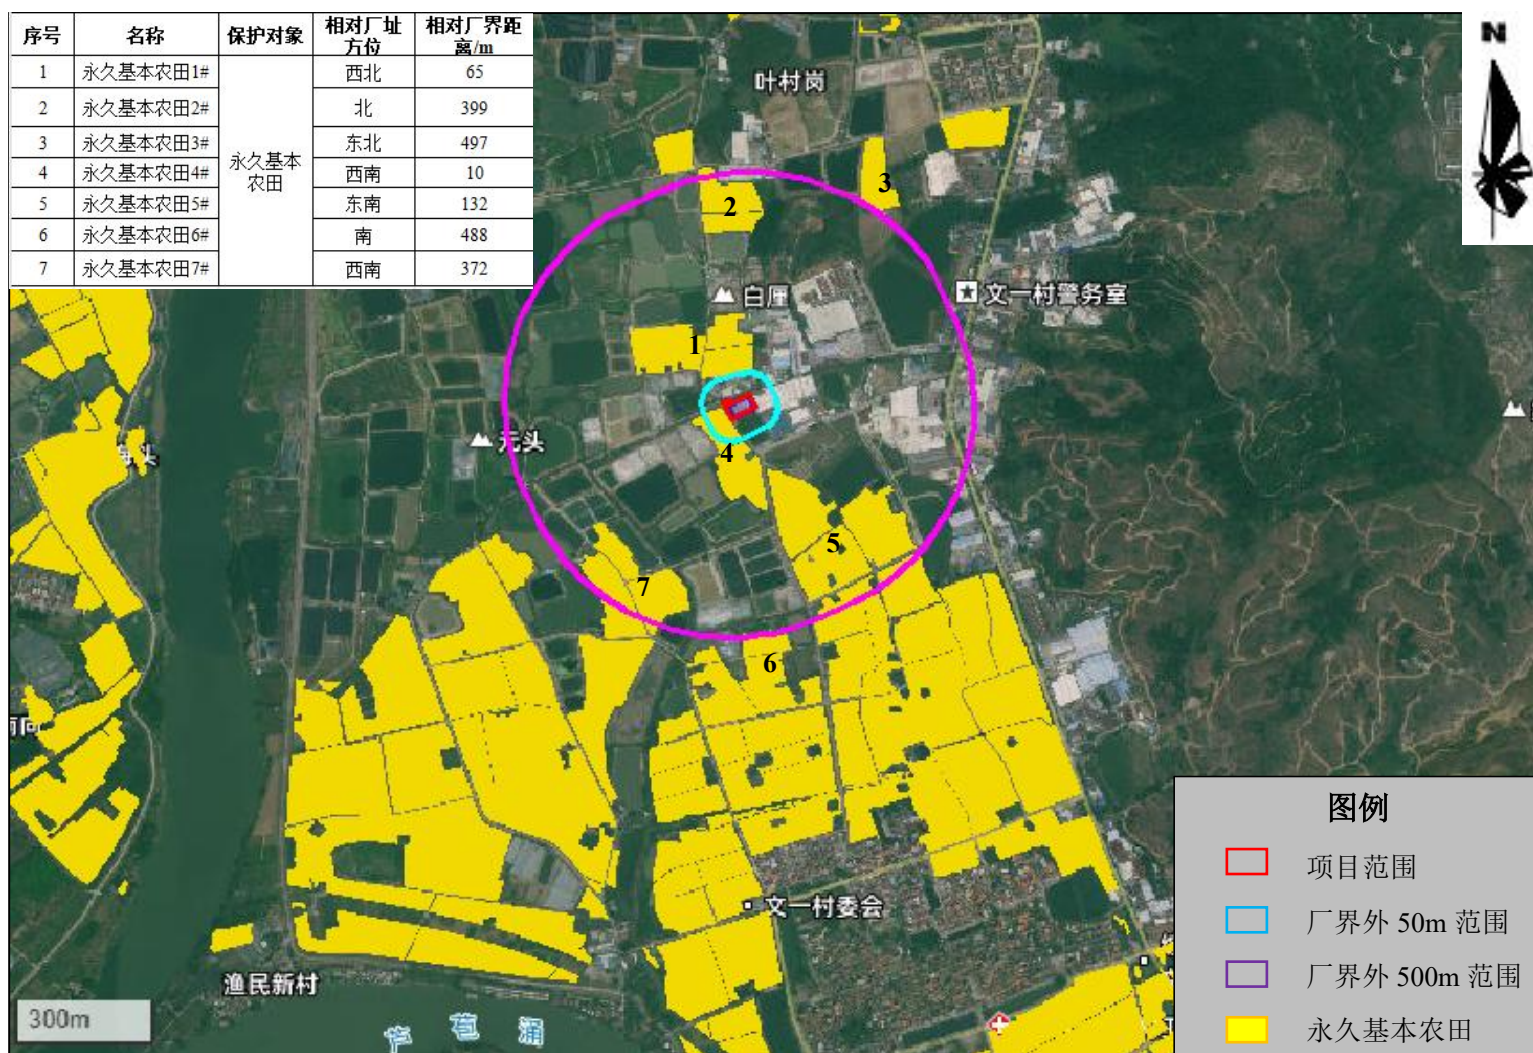 序号 名称 保护对象 相对厂址方位 相对厂界距离/m
1 永久基本农田1# 永久基本农田 西北 65
2 永久基本农田2# 北 399
3 永久基本农田3# 东北 497
4 永久基本农田4# 西南 10
5 永久基本农田5# 东南 132
6 永久基本农田6# 南 488
7 永久基本农田7# 西南 372
N
叶村岗
3
2
白厘
文一村警务室
1
元头
4
5
7
6
文一村委会
渔民新村
300m
芦苞涌
图例
项目范围
厂界外 50m 范围
厂界外 500m 范围
永久基本农田